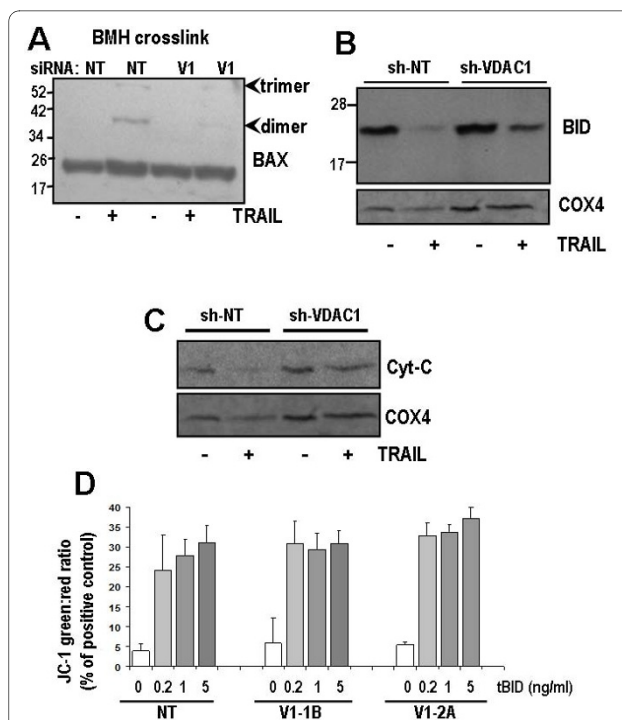 A
BMH crosslink
siRNA: NT NT V1 V1
52
trimer
42
34
dimer
26
BAX
17
- + - + TRAIL
B
sh-NT sh-VDAC1
28
BID
17
COX4
- + - + TRAIL
C
sh-NT sh-VDAC1
Cyt-C
COX4
- + - + TRAIL
D
JC-1 green:red ratio
(% of positive control)
40
35
30
25
20
15
10
5
0
0 0.2 1 5 0 0.2 1 5 0 0.2 1 5 tBID (ng/ml)
NT V1-1B V1-2A